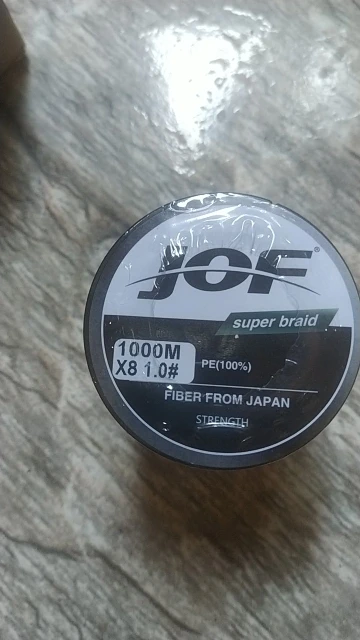 JOF®
super braid
1000M
X8 1.0#
PE(100%)
FIBER FROM JAPAN
STRENGTH